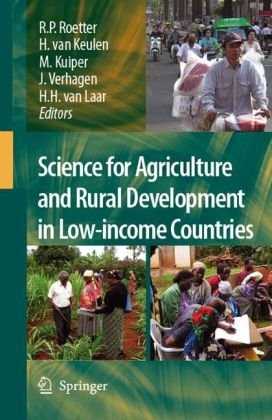 R.P. Roetter
H. van Keulen
M. Kuiper
J. Verhagen
H.H. van Laar
Editors
Science for Agriculture
and Rural Development
in Low-income Countries
Springer